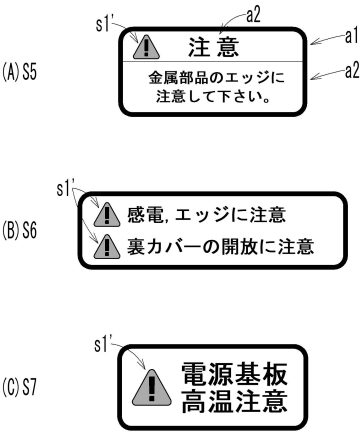 s1' a2
(A)S5
注意 a1
金属部品のエッジに a2
注意して下さい。
s1'
(B)S6
感電,エッジに注意
裏カバーの開放に注意
s1'
(C)S7
電源基板
高温注意